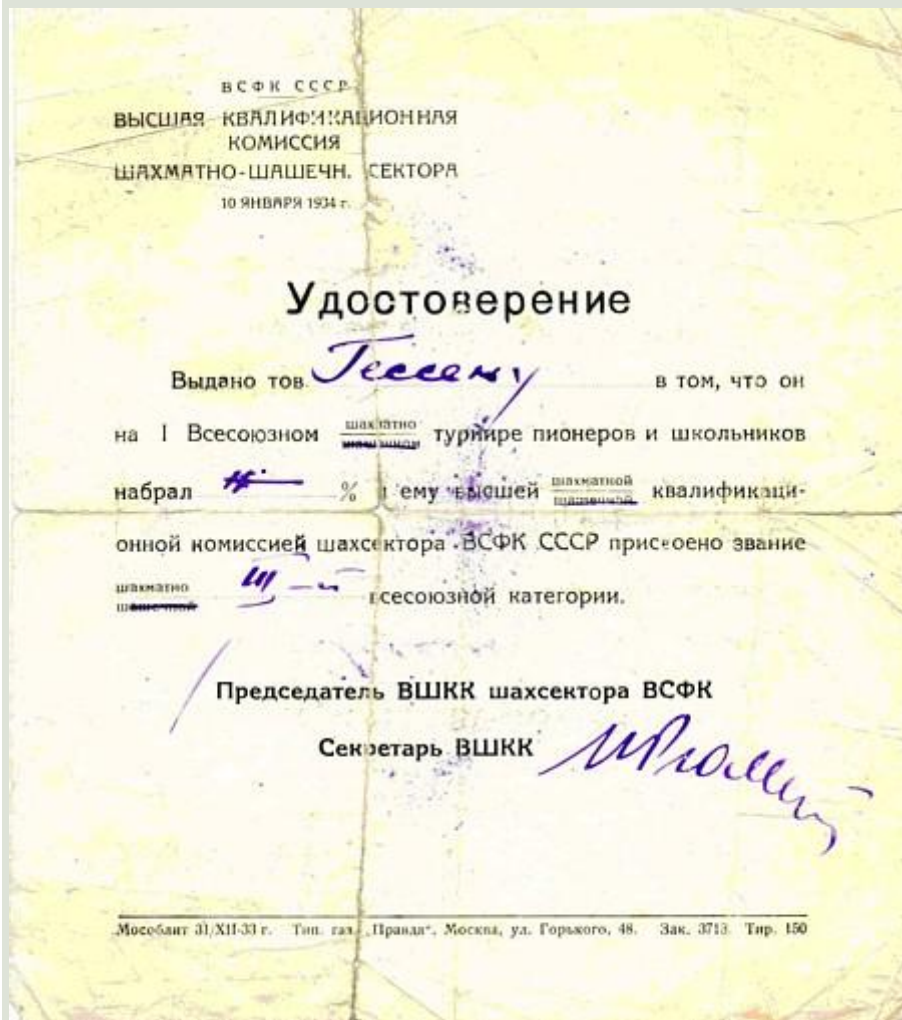 ВСФК СССР
ВЫСШАЯ КВАЛИФИКАЦИОННАЯ
КОМИССИЯ
ШАХМАТНО-ШАШЕЧН. СЕКТОРА
10 ЯНВАРЯ 1934 г.
Удостоверение
Выдано тов. Гессену в том, что он
на I Всесоюзном шахматно шашечном турнире пионеров и школьников
набрал % и ему высшей шахматной шашечной квалификаци-
онной комиссией шахсектора ВСФК СССР присвоено звание
шахматно шашечной III-й всесоюзной категории.
Председатель ВШКК шахсектора ВСФК
Секретарь ВШКК
Мособлит 31/XII-33 г. Тип. газ. „Правда", Москва, ул. Горького, 48. Зак. 3713. Тир. 150